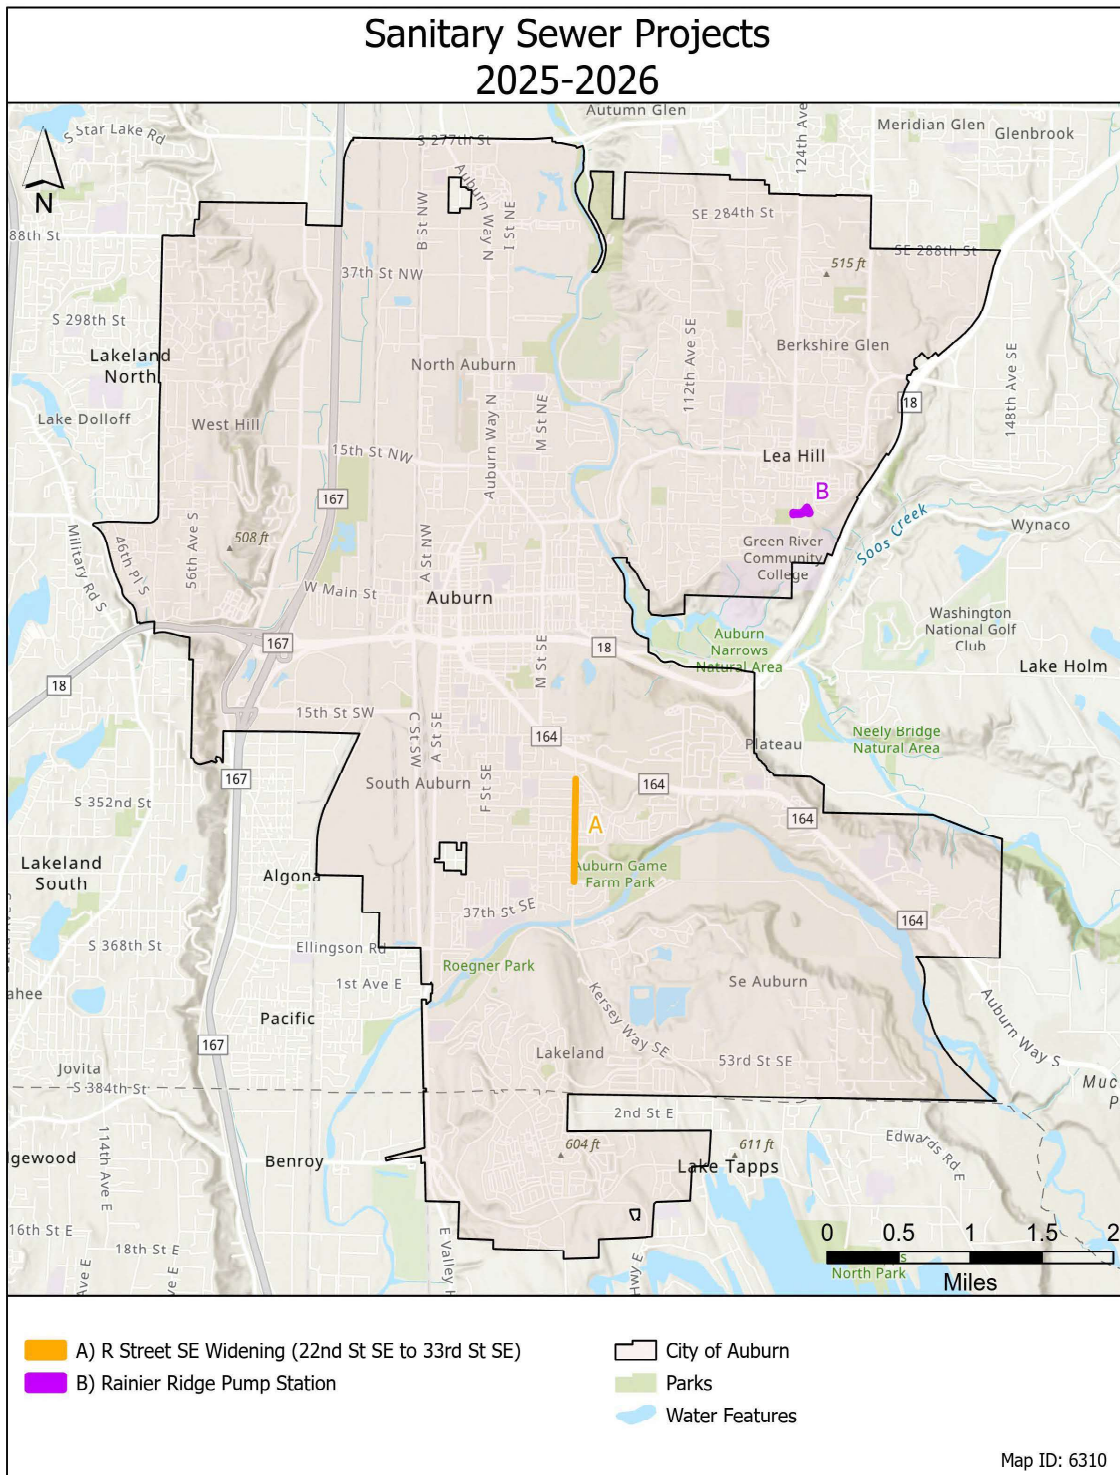 Sanitary Sewer Projects
2025-2026
Autumn Glen
124th Ave
Meridian Glen
Glenbrook
S Star Lake Rd
S 277th St
N
Auburn Way N
B St NW
I St NE
SE 284th St
88th St
SE 288th St
37th St NW
515 ft
S 298th St
112th Ave SE
Berkshire Glen
148th Ave SE
Lakeland
North
North Auburn
18
Lake Dolloff
West Hill
Auburn Way N
M St NE
15th St NW
Lea Hill
167
B
Soos Creek
Wynaco
Military Rd S
46th Pl S
56th Ave S
508 ft
A St NW
Green River
Community
College
W Main St
Auburn
Washington
National Golf
Club
Auburn
Narrows
Natural Area
167
M St SE
18
Lake Holm
18
15th St SW
C St SW
A St SE
164
Plateau
Neely Bridge
Natural Area
167
South Auburn
F St SE
164
S 352nd St
164
A
Lakeland
South
Algona
Auburn Game
Farm Park
37th St SE
164
S 368th St
Ellingson Rd
Roegner Park
1st Ave E
Se Auburn
ahee
Kersey Way SE
Auburn Way S
Pacific
167
Lakeland
53rd St SE
Jovita
S 384th St
Muc
P
2nd St E
114th Ave E
604 ft
611 ft
Edwards Rd E
dgewood
Benroy
Lake Tapps
16th St E
18th St E
Ave E
ve E
E Valley H
Hwy E
0 0.5 1 1.5 2
s
North Park
Miles
A) R Street SE Widening (22nd St SE to 33rd St SE)
B) Rainier Ridge Pump Station
City of Auburn
Parks
Water Features
Map ID: 6310